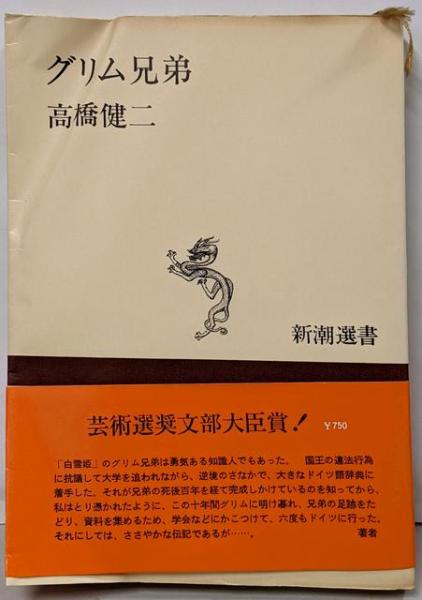 グリム兄弟
高橋健二
新潮選書
芸術選奨文部大臣賞!
¥750
「白雪姫」のグリム兄弟は勇気ある知識人でもあった。 国王の違法行為
に抗議して大学を追われながら、逆境のさなかで、大きなドイツ語辞典に
着手した。それが兄弟の死後百年を経て完成しかけているのを知ってから、
私はとり憑かれたように、この十年間グリムに明け暮れ、兄弟の足跡をた
どり、資料を集めるため、学会などにかこつけて、六度もドイツに行った。
それにしては、ささやかな伝記であるが……。 著者